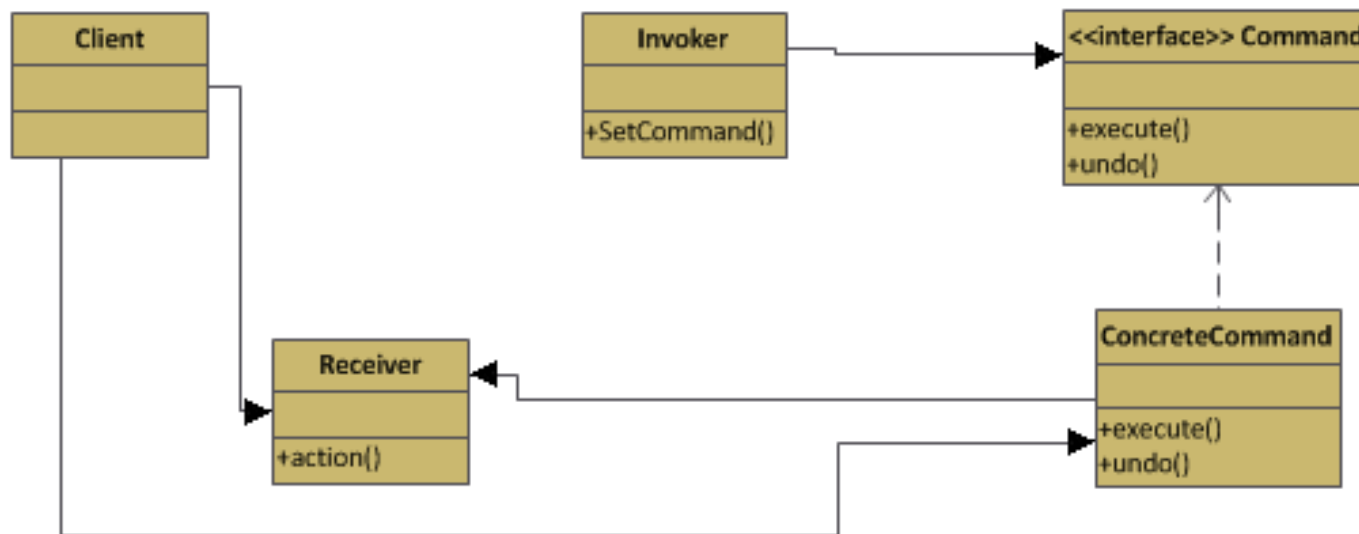 Client
Invoker
+SetCommand()
<<interface>> Command
+execute()
+undo()
Receiver
+action()
ConcreteCommand
+execute()
+undo()